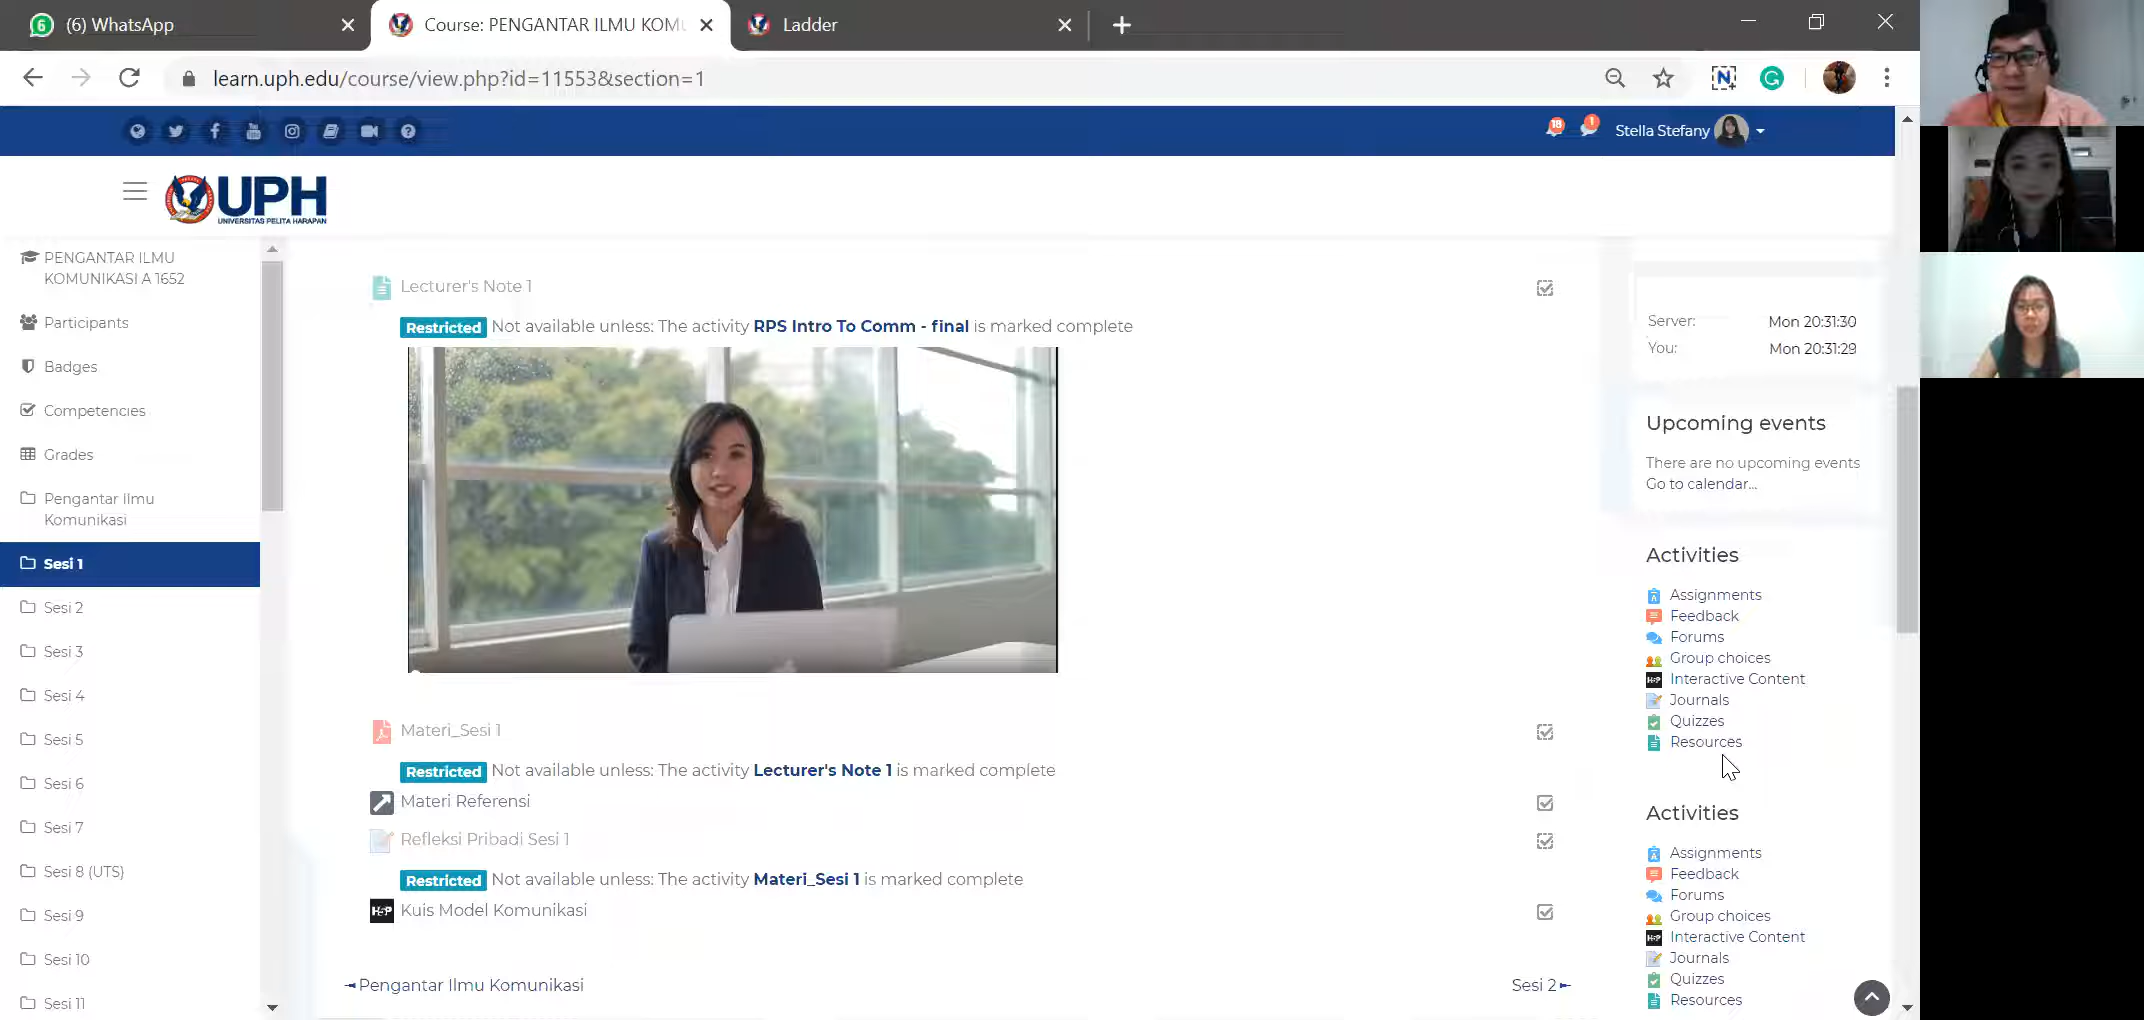 (6) WhatsApp
Course: PENGANTAR ILMU KOM
Ladder
learn.uph.edu/course/view.php?id=11553&section=1
18
1
Stella Stefany
UPH
UNIVERSITAS PELITA HARAPAN
PENGANTAR ILMU
KOMUNIKASI A 1652
Participants
Badges
Competencies
Grades
Pengantar Ilmu
Komunikasi
Sesi 1
Sesi 2
Sesi 3
Sesi 4
Sesi 5
Sesi 6
Sesi 7
Sesi 8 (UTS)
Sesi 9
Sesi 10
Sesi 11
Lecturer's Note 1
Restricted Not available unless: The activity RPS Intro To Comm - final is marked complete
Materi_Sesi 1
Restricted Not available unless: The activity Lecturer's Note 1 is marked complete
Materi Referensi
Refleksi Pribadi Sesi 1
Restricted Not available unless: The activity Materi_Sesi 1 is marked complete
H5P Kuis Model Komunikasi
◄Pengantar Ilmu Komunikasi
Sesi 2►
Server: Mon 20:31:30
You: Mon 20:31:29
Upcoming events
There are no upcoming events
Go to calendar...
Activities
Assignments
Feedback
Forums
Group choices
H5P Interactive Content
Journals
Quizzes
Resources
Activities
Assignments
Feedback
Forums
Group choices
H5P Interactive Content
Journals
Quizzes
Resources